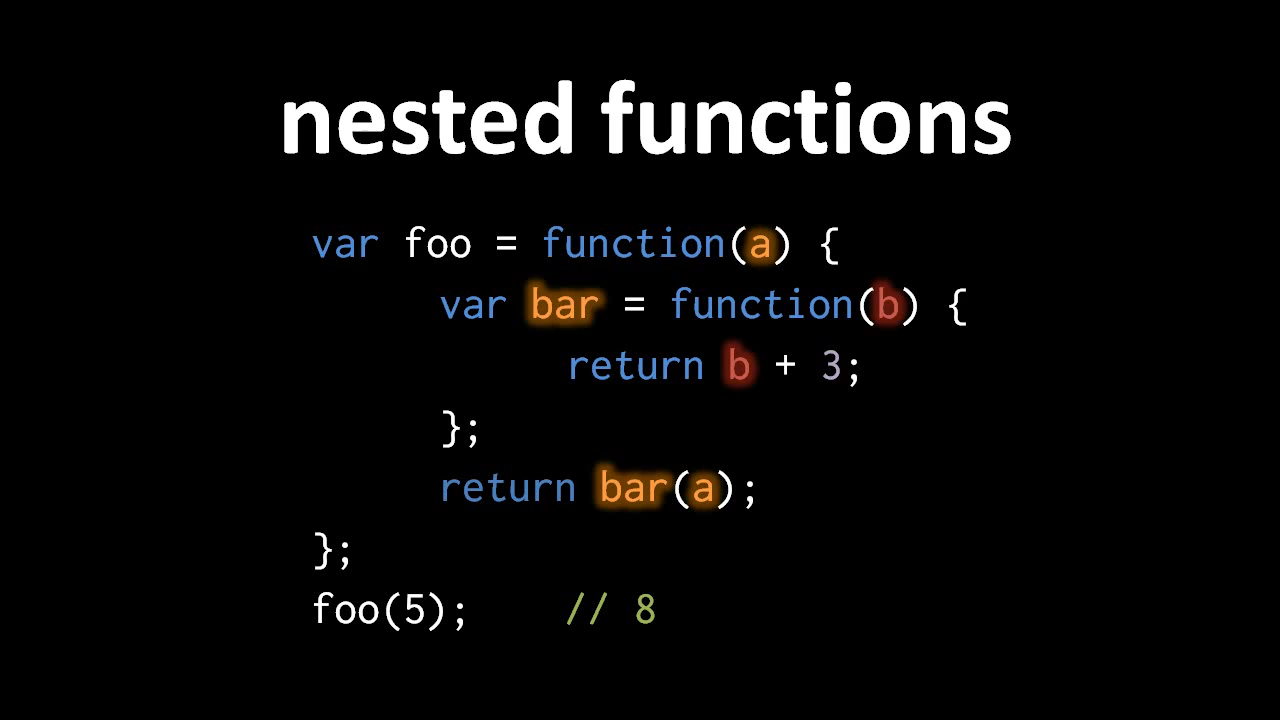 nested functions
var foo = function(a) {
var bar = function(b) {
return b + 3;
};
return bar(a);
};
foo(5); // 8